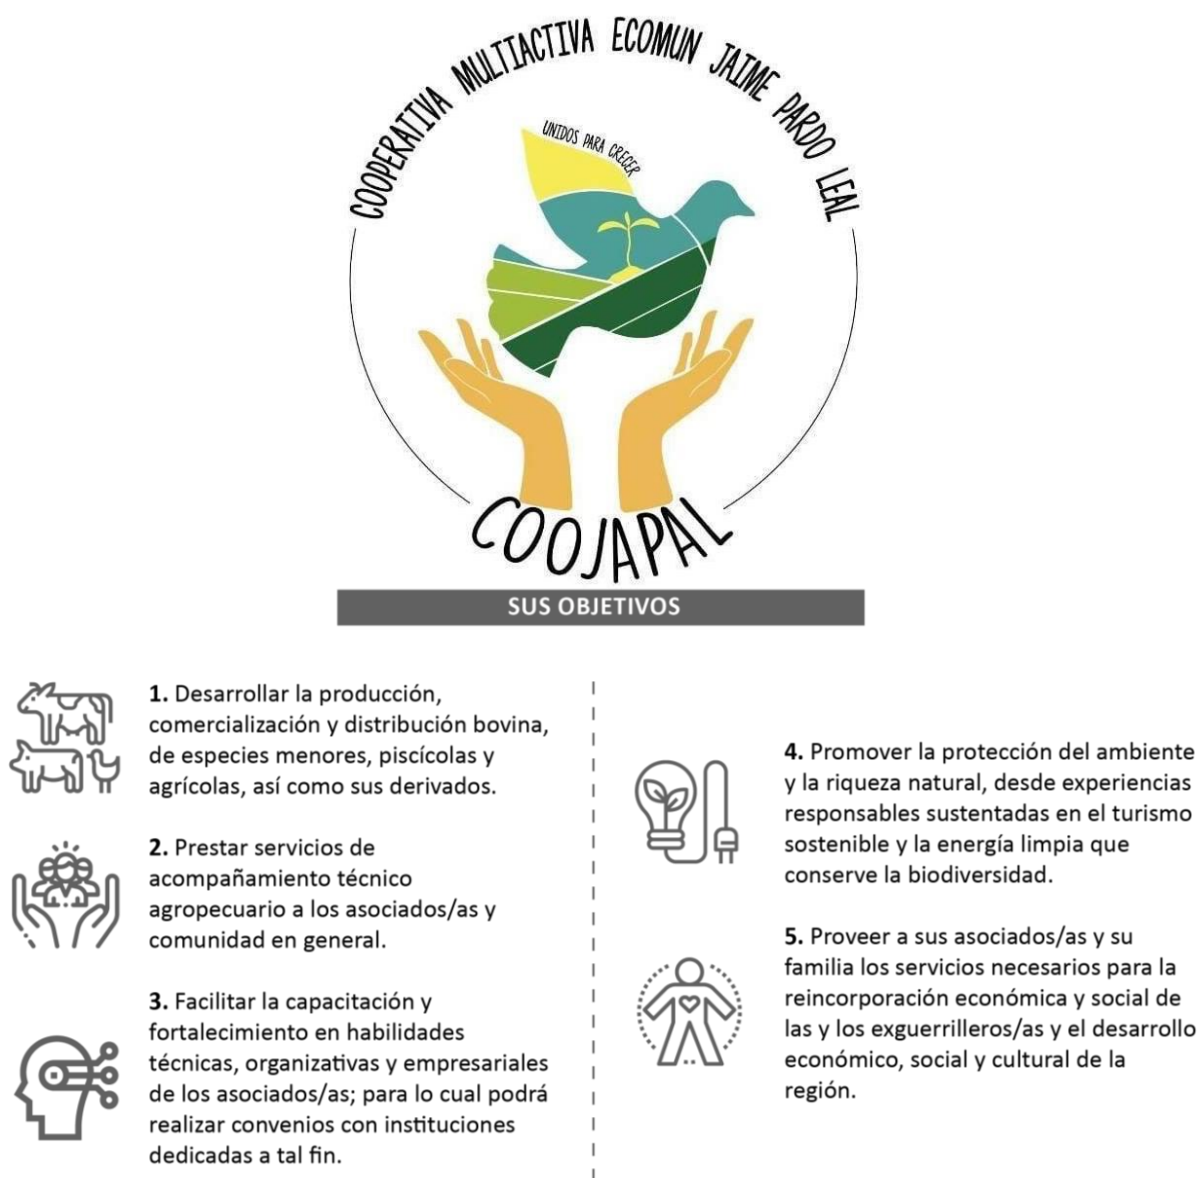 COOPERATIVA MULTIACTIVA ECOMUN JAIME PARDO LEAL
UNIDOS PARA CRECER
COOJAPAL
SUS OBJETIVOS
1. Desarrollar la producción,
comercialización y distribución bovina,
de especies menores, piscícolas y
agrícolas, así como sus derivados.
2. Prestar servicios de
acompañamiento técnico
agropecuario a los asociados/as y
comunidad en general.
3. Facilitar la capacitación y
fortalecimiento en habilidades
técnicas, organizativas y empresariales
de los asociados/as; para lo cual podrá
realizar convenios con instituciones
dedicadas a tal fin.
4. Promover la protección del ambiente
y la riqueza natural, desde experiencias
responsables sustentadas en el turismo
sostenible y la energía limpia que
conserve la biodiversidad.
5. Proveer a sus asociados/as y su
familia los servicios necesarios para la
reincorporación económica y social de
las y los exguerrilleros/as y el desarrollo
económico, social y cultural de la
región.